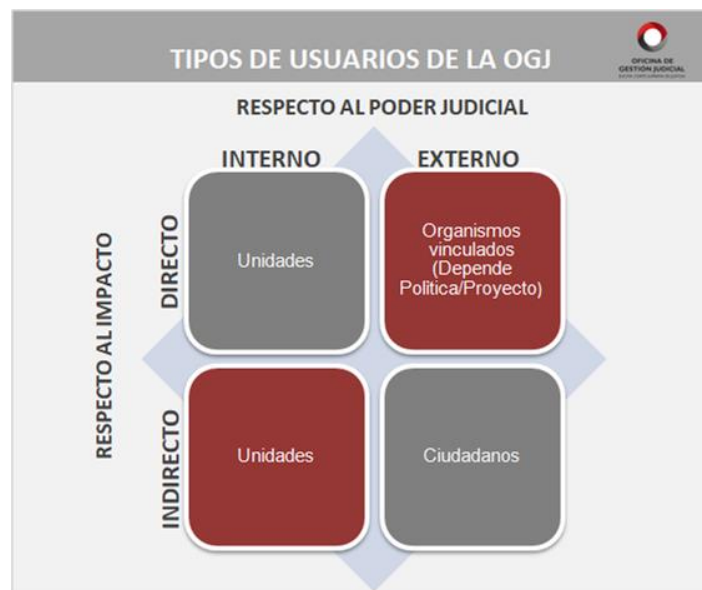 TIPOS DE USUARIOS DE LA OGJ
OFICINA DE
GESTIÓN JUDICIAL
RESPECTO AL PODER JUDICIAL
INTERNO
EXTERNO
RESPECTO AL IMPACTO
DIRECTO
Unidades
Organismos
vinculados
(Depende
Política/Proyecto)
INDIRECTO
Unidades
Ciudadanos